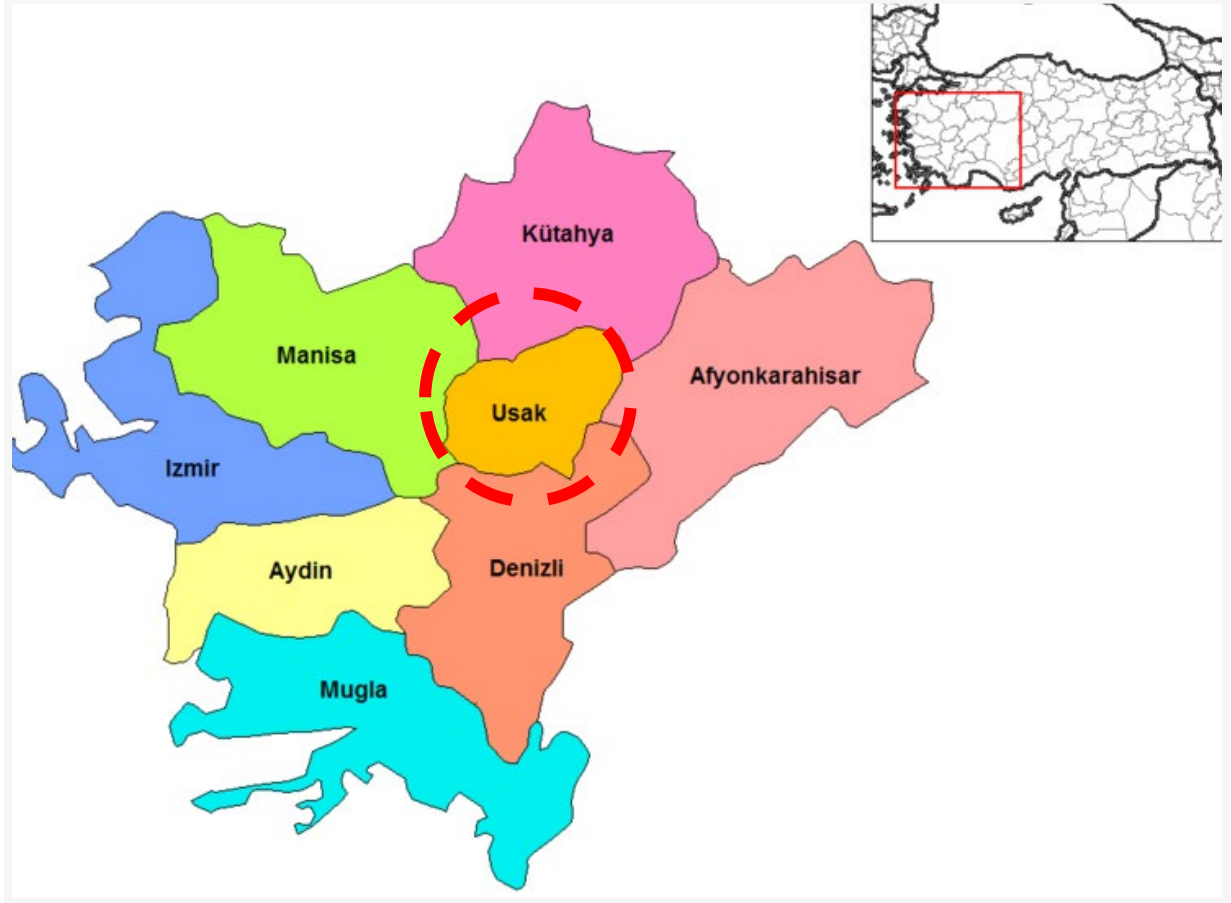 Kütahya
Manisa
Afyonkarahisar
Usak
Izmir
Aydin
Denizli
Mugla